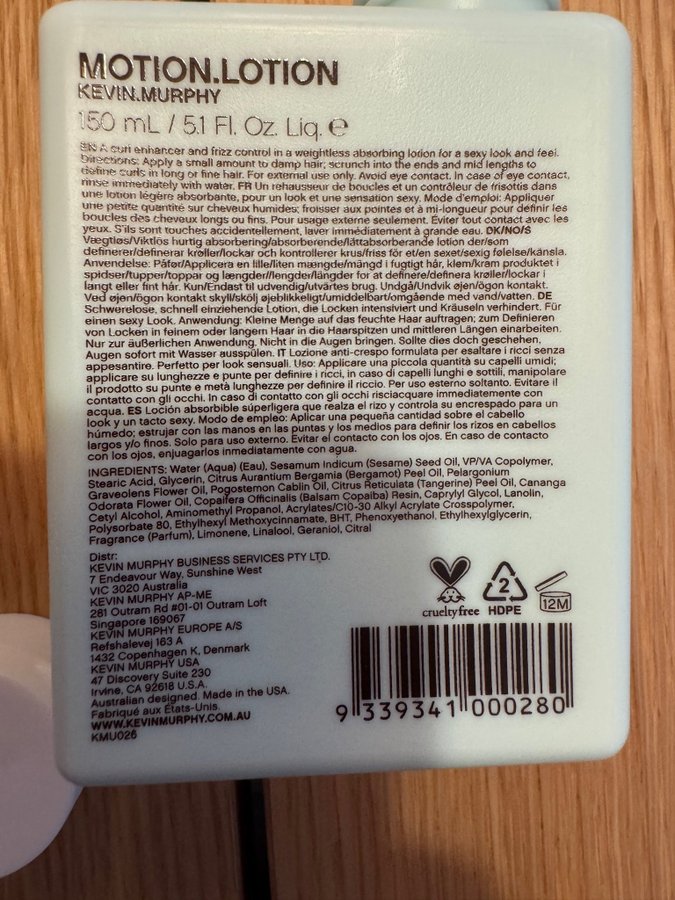 MOTION.LOTION
KEVIN.MURPHY
150 mL / 5.1 Fl. Oz. Liq. ℮
EN A curl enhancer and frizz control in a weightless absorbing lotion for a sexy look and feel.
Directions: Apply a small amount to damp hair; scrunch into the ends and mid lengths to
define curls in long or fine hair. For external use only. Avoid eye contact. In case of eye contact,
rinse immediately with water. FR Un rehausseur de boucles et un contrôleur de frisottis dans
une lotion légère absorbante, pour un look et une sensation sexy. Mode d'emploi: Appliquer
une petite quantité sur cheveux humides; froisser aux pointes et à mi-longueur pour définir les
boucles des cheveux longs ou fins. Pour usage externe seulement. Éviter tout contact avec les
yeux. S'ils sont touchés accidentellement, laver immédiatement à grande eau. DK/NO/S
Vægtløs/Viktlös hurtig absorbering/absorberende/lättabsorberande lotion der/som
definerer/definerar krøller/lockar och kontrollerer krus/friss för et/en sexet/sexig følelse/känsla.
Anvendelse: Påfør/Applicera en lille/liten mængde/mängd i fugtigt hår, klem/kram produktet i
spidser/tupper/toppar og længder/lengder/längder for at definere/definera krøller/lockar i
langt eller fint hår. Kun/Endast til udvendig/utvärtes brug. Undgå/Undvik øjen/ögon kontakt.
Ved øjen/ögon kontakt skyll/skölj øjeblikkeligt/umiddelbart/omgående med vand/vatten. DE
Schwerelose, schnell einziehende Lotion, die Locken intensiviert und Kräuseln verhindert. Für
einen sexy Look. Anwendung: Kleine Menge auf das feuchte Haar auftragen; zum Definieren
von Locken in feinem oder langem Haar in die Haarspitzen und mittleren Längen einarbeiten.
Nur zur äußerlichen Anwendung. Nicht in die Augen bringen. Sollte dies doch geschehen,
Augen sofort mit Wasser ausspülen. IT Lozione anti-crespo formulata per esaltare i ricci senza
appesantire. Perfetto per look sensuali. Uso: Applicare una piccola quantità su capelli umidi;
applicare su lunghezze e punte per definire i ricci, in caso di capelli lunghi e sottili, manipolare
il prodotto su punte e metà lunghezze per definire il riccio. Per uso esterno soltanto. Evitare il
contatto con gli occhi. In caso di contatto con gli occhi risciacquare immediatamente con
acqua. ES Loción absorbible súperligera que realza el rizo y controla su encrespado para un
look y un tacto sexy. Modo de empleo: Aplicar una pequeña cantidad sobre el cabello
húmedo; estrujar con las manos en las puntas y los medios para definir los rizos en cabellos
largos y/o finos. Solo para uso externo. Evitar el contacto con los ojos. En caso de contacto
con los ojos, enjuagarlos inmediatamente con agua.
INGREDIENTS: Water (Aqua) (Eau), Sesamum Indicum (Sesame) Seed Oil, VP/VA Copolymer,
Stearic Acid, Glycerin, Citrus Aurantium Bergamia (Bergamot) Peel Oil, Pelargonium
Graveolens Flower Oil, Pogostemon Cablin Oil, Citrus Reticulata (Tangerine) Peel Oil, Cananga
Odorata Flower Oil, Copaifera Officinalis (Balsam Copaiba) Resin, Caprylyl Glycol, Lanolin,
Cetyl Alcohol, Aminomethyl Propanol, Acrylates/C10-30 Alkyl Acrylate Crosspolymer,
Polysorbate 80, Ethylhexyl Methoxycinnamate, BHT, Phenoxyethanol, Ethylhexylglycerin,
Fragrance (Parfum), Limonene, Linalool, Geraniol, Citral
Distr:
KEVIN MURPHY BUSINESS SERVICES PTY LTD.
7 Endeavour Way, Sunshine West
VIC 3020 Australia
KEVIN MURPHY AP-ME
281 Outram Rd #01-01 Outram Loft
Singapore 169067
KEVIN MURPHY EUROPE A/S
Refshalevej 163 A
1432 Copenhagen K, Denmark
KEVIN MURPHY USA
47 Discovery Suite 230
Irvine, CA 92618 U.S.A.
Australian designed. Made in the USA.
Fabriqué aux États-Unis.
WWW.KEVINMURPHY.COM.AU
KMU026
crueltyfree
2
HDPE
12M
9 339341 000280